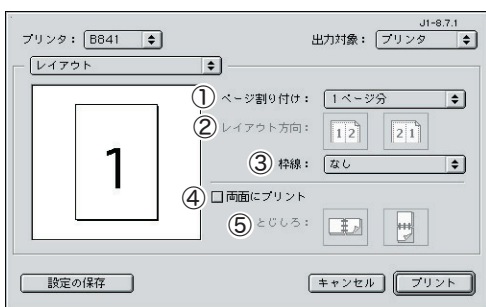 J1-8.7.1
プリンタ： B841 出力対象： プリンタ
レイアウト
① ページ割り付け： 1 ページ分
② レイアウト方向： 1 2 2 1
③ 枠線： なし
1
④ 両面にプリント
⑤ とじしろ：
設定の保存 キャンセル プリント